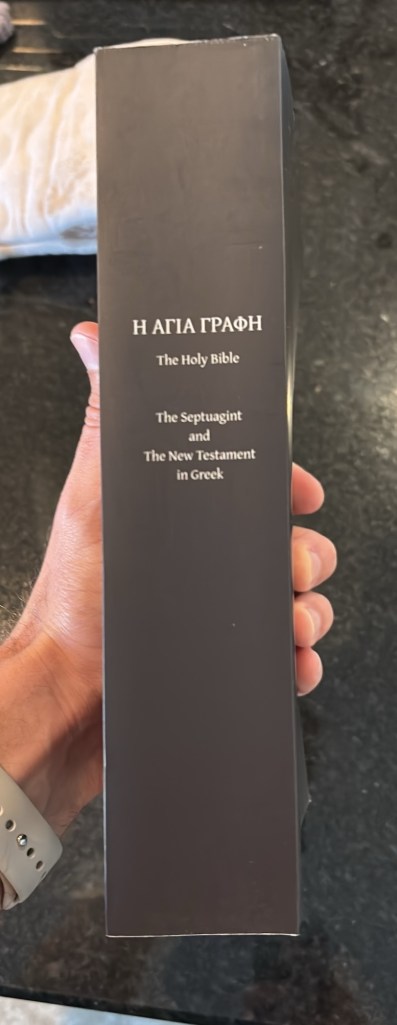 Η ΑΓΙΑ ΓΡΑΦΗ
The Holy Bible
The Septuagint
and
The New Testament
in Greek